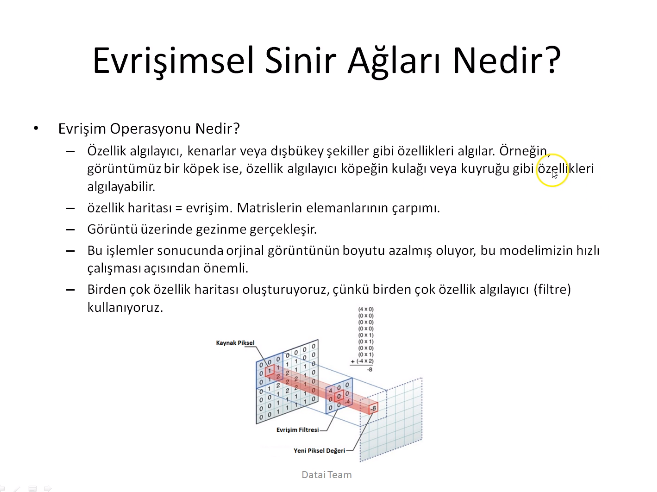 Evrişimsel Sinir Ağları Nedir?
• Evrişim Operasyonu Nedir?
– Özellik algılayıcı, kenarlar veya dışbükey şekiller gibi özellikleri algılar. Örneğin,
görüntümüz bir köpek ise, özellik algılayıcı köpeğin kulağı veya kuyruğu gibi özellikleri
algılayabilir.
– özellik haritası = evrişim. Matrislerin elemanlarının çarpımı.
– Görüntü üzerinde gezinme gerçekleşir.
– Bu işlemler sonucunda orjinal görüntünün boyutu azalmış oluyor, bu modelimizin hızlı
çalışması açısından önemli.
– Birden çok özellik haritası oluşturuyoruz, çünkü birden çok özellik algılayıcı (filtre)
kullanıyoruz.
(4 x 0)
(0 x 0)
(0 x 0)
(0 x 0)
(0 x 1)
(0 x 1)
(0 x 0)
(0 x 1)
+ (-4 x 2)
-8
Kaynak Piksel
Evrişim Filtresi
Yeni Piksel Değeri
Datai Team